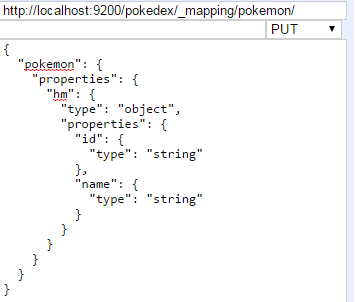 http://localhost:9200/pokedex/_mapping/pokemon/
PUT
{
  "pokemon": {
    "properties": {
      "hm": {
        "type": "object",
        "properties": {
          "id": {
            "type": "string"
          },
          "name": {
            "type": "string"
          }
        }
      }
    }
  }
}